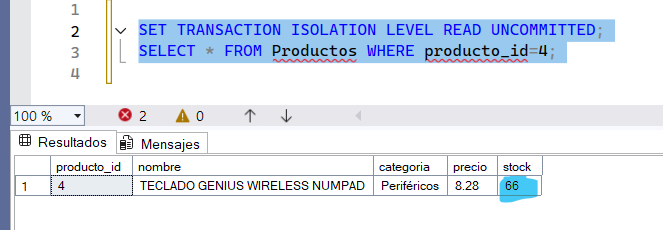 1
2 SET TRANSACTION ISOLATION LEVEL READ UNCOMMITTED;
3 SELECT * FROM Productos WHERE producto_id=4;
4
100 % 2 0
Resultados Mensajes
producto_id nombre categoria precio stock
1 4 TECLADO GENIUS WIRELESS NUMPAD Periféricos 8.28 66